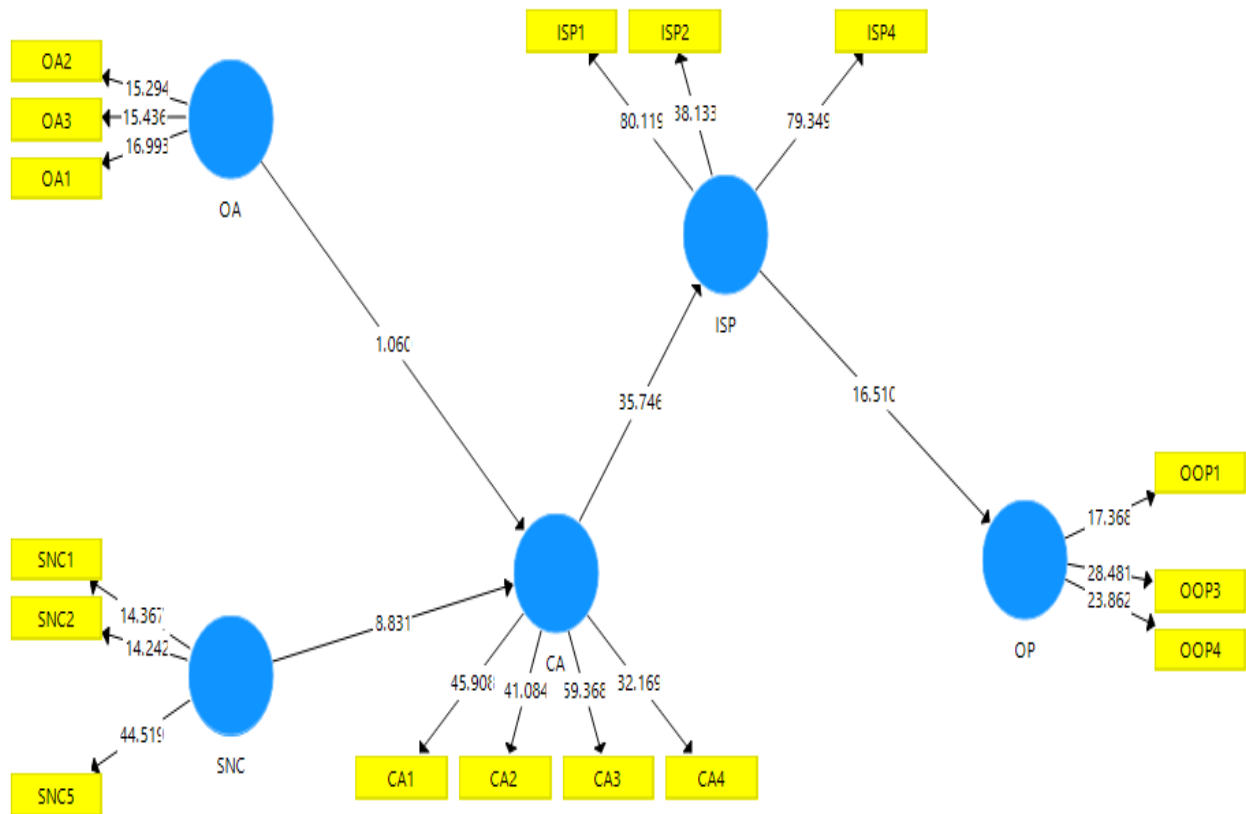 ISP1
ISP2
ISP4
OA2
15.294
OA3
15.436
OA1
16.993
OA
80.119
38.133
79.349
ISP
1.060
35.746
16.510
OOP1
17.368
28.481
OOP3
23.862
OOP4
OP
SNC1
14.367
SNC2
14.242
8.831
44.519
SNC
SNC5
CA
45.908
41.084
59.368
32.169
CA1
CA2
CA3
CA4